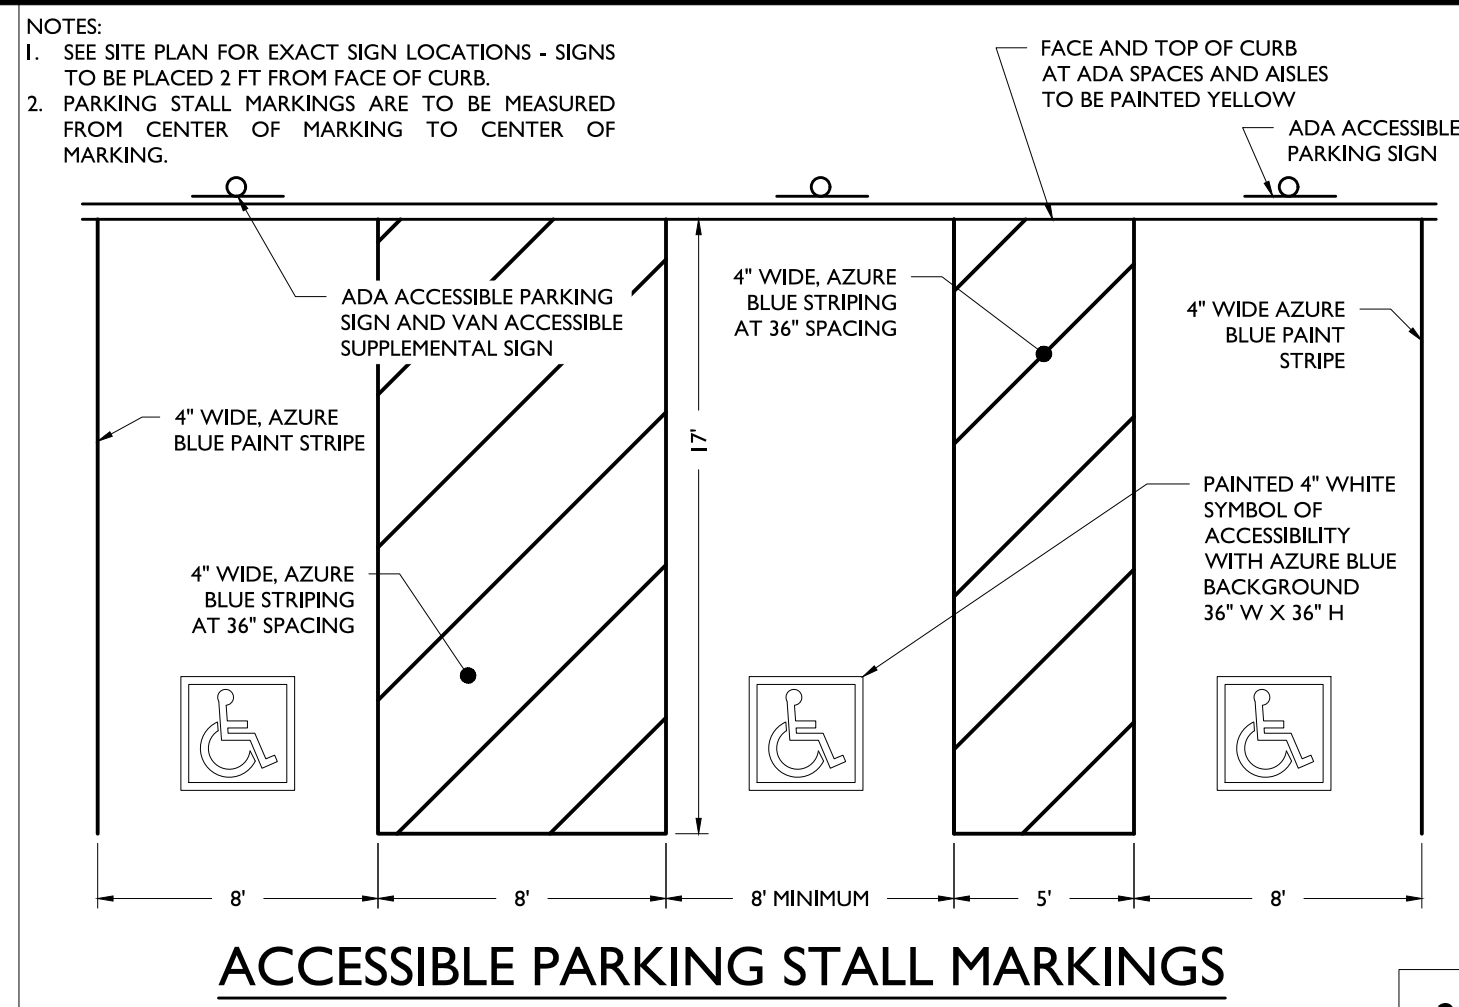 NOTES:
1. SEE SITE PLAN FOR EXACT SIGN LOCATIONS - SIGNS
TO BE PLACED 2 FT FROM FACE OF CURB.
2. PARKING STALL MARKINGS ARE TO BE MEASURED
FROM CENTER OF MARKING TO CENTER OF
MARKING.
FACE AND TOP OF CURB
AT ADA SPACES AND AISLES
TO BE PAINTED YELLOW
ADA ACCESSIBLE
PARKING SIGN
ADA ACCESSIBLE PARKING
SIGN AND VAN ACCESSIBLE
SUPPLEMENTAL SIGN
4" WIDE, AZURE
BLUE STRIPING
AT 36" SPACING
4" WIDE AZURE
BLUE PAINT
STRIPE
4" WIDE, AZURE
BLUE PAINT STRIPE
17'
PAINTED 4" WHITE
SYMBOL OF
ACCESSIBILITY
WITH AZURE BLUE
BACKGROUND
36" W X 36" H
4" WIDE, AZURE
BLUE STRIPING
AT 36" SPACING
8'
8'
8' MINIMUM
5'
8'
ACCESSIBLE PARKING STALL MARKINGS